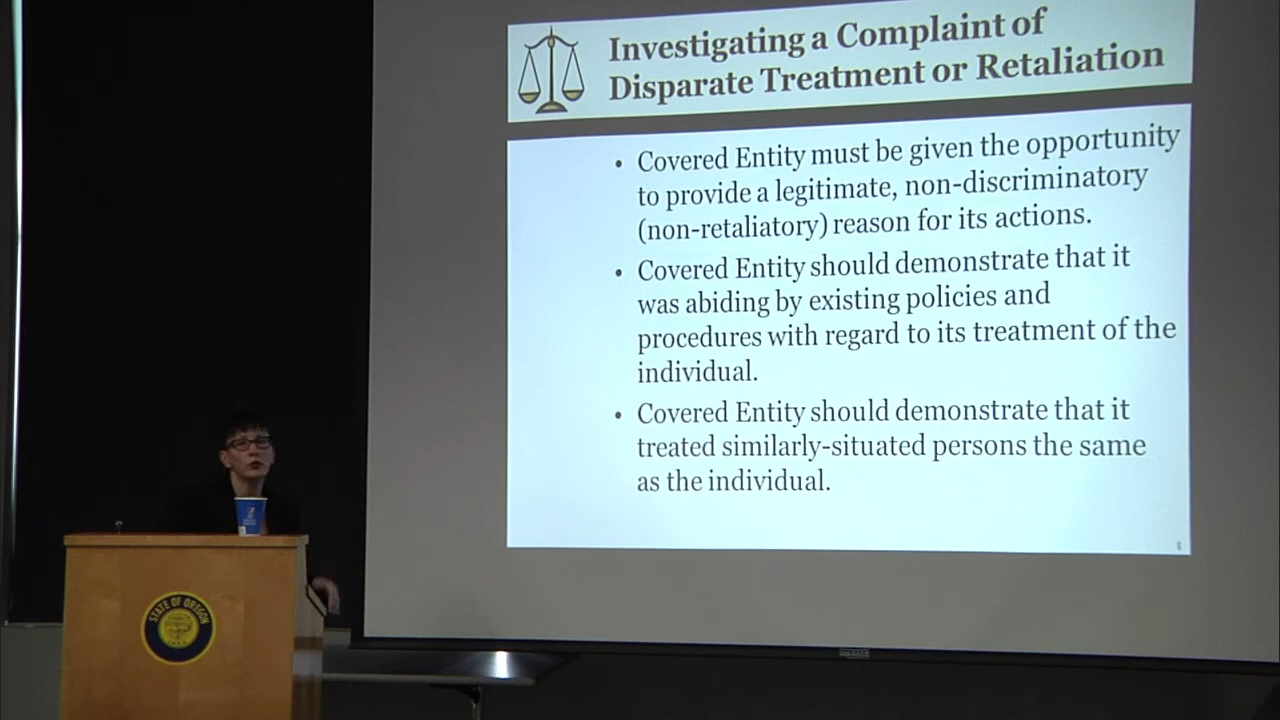 Investigating a Complaint of
Disparate Treatment or Retaliation
• Covered Entity must be given the opportunity
to provide a legitimate, non-discriminatory
(non-retaliatory) reason for its actions.
• Covered Entity should demonstrate that it
was abiding by existing policies and
procedures with regard to its treatment of the
individual.
• Covered Entity should demonstrate that it
treated similarly-situated persons the same
as the individual.
STATE OF OREGON